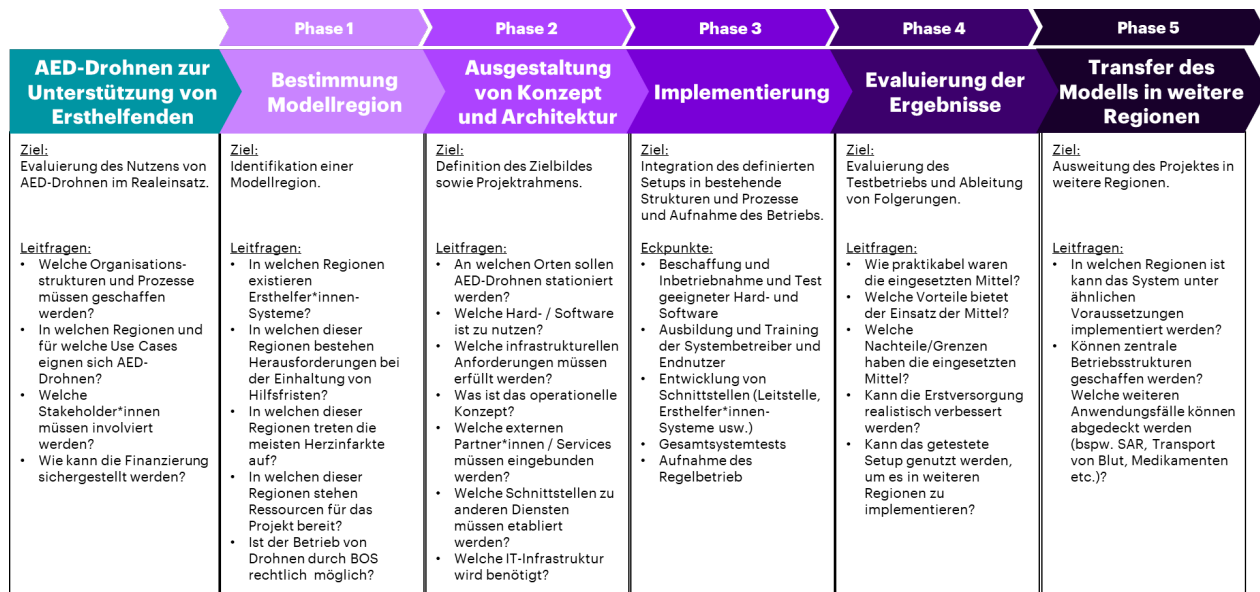 Phase 1
Phase 2
Phase 3
Phase 4
Phase 5
AED-Drohnen zur
Unterstützung von
Ersthelfenden
Bestimmung
Modellregion
Ausgestaltung
von Konzept
und Architektur
Implementierung
Evaluierung der
Ergebnisse
Transfer des
Modells in weitere
Regionen
Ziel:
Evaluierung des Nutzens von
AED-Drohnen im Realeinsatz.
Leitfragen:
• Welche Organisations-
strukturen und Prozesse
müssen geschaffen
werden?
• In welchen Regionen und
für welche Use Cases
eignen sich AED-
Drohnen?
• Welche
Stakeholder*innen
müssen involviert
werden?
• Wie kann die Finanzierung
sichergestellt werden?
Ziel:
Identifikation einer
Modellregion.
Leitfragen:
• In welchen Regionen
existieren
Ersthelfer*innen-
Systeme?
• In welchen dieser
Regionen bestehen
Herausforderungen bei
der Einhaltung von
Hilfsfristen?
• In welchen dieser
Regionen treten die
meisten Herzinfarkte
auf?
• In welchen dieser
Regionen stehen
Ressourcen für das
Projekt bereit?
• Ist der Betrieb von
Drohnen durch BOS
rechtlich möglich?
Ziel:
Definition des Zielbildes
sowie Projektrahmens.
Leitfragen:
• An welchen Orten sollen
AED-Drohnen stationiert
werden?
• Welche Hard- / Software
ist zu nutzen?
• Welche infrastrukturellen
Anforderungen müssen
erfüllt werden?
• Was ist das operationelle
Konzept?
• Welche externen
Partner*innen / Services
müssen eingebunden
werden?
• Welche Schnittstellen zu
anderen Diensten
müssen etabliert
werden?
• Welche IT-Infrastruktur
wird benötigt?
Ziel:
Integration des definierten
Setups in bestehende
Strukturen und Prozesse
und Aufnahme des Betriebs.
Eckpunkte:
• Beschaffung und
Inbetriebnahme und Test
geeigneter Hard- und
Software
• Ausbildung und Training
der Systembetreiber und
Endnutzer
• Entwicklung von
Schnittstellen (Leitstelle,
Ersthelfer*innen-
Systeme usw.)
• Gesamtsystemtests
• Aufnahme des
Regelbetrieb
Ziel:
Evaluierung des
Testbetriebs und Ableitung
von Folgerungen.
Leitfragen:
• Wie praktikabel waren
die eingesetzten Mittel?
• Welche Vorteile bietet
der Einsatz der Mittel?
• Welche
Nachteile/Grenzen
haben die eingesetzten
Mittel?
• Kann die Erstversorgung
realistisch verbessert
werden?
• Kann das getestete
Setup genutzt werden,
um es in weiteren
Regionen zu
implementieren?
Ziel:
Ausweitung des Projektes in
weitere Regionen.
Leitfragen:
• In welchen Regionen ist
kann das System unter
ähnlichen
Voraussetzungen
implementiert werden?
• Können zentrale
Betriebsstrukturen
geschaffen werden?
Welche weiteren
Anwendungsfälle können
abgedeckt werden
(bspw. SAR, Transport
von Blut, Medikamenten
etc.)?